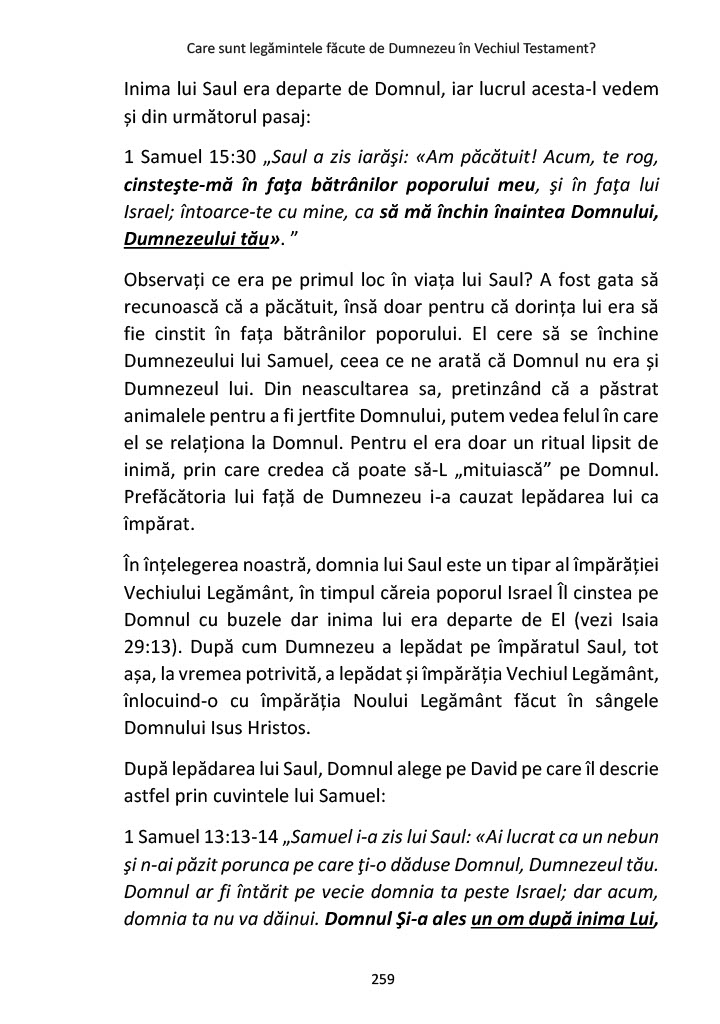 Care sunt legămintele făcute de Dumnezeu în Vechiul Testament?
Inima lui Saul era departe de Domnul, iar lucrul acesta-l vedem
și din următorul pasaj:
1 Samuel 15:30 „Saul a zis iarăşi: «Am păcătuit! Acum, te rog,
cinsteşte-mă în faţa bătrânilor poporului meu, şi în faţa lui
Israel; întoarce-te cu mine, ca să mă închin înaintea Domnului,
Dumnezeului tău». ”
Observați ce era pe primul loc în viața lui Saul? A fost gata să
recunoască că a păcătuit, însă doar pentru că dorința lui era să
fie cinstit în fața bătrânilor poporului. El cere să se închine
Dumnezeului lui Samuel, ceea ce ne arată că Domnul nu era și
Dumnezeul lui. Din neascultarea sa, pretinzând că a păstrat
animalele pentru a fi jertfite Domnului, putem vedea felul în care
el se relaționa la Domnul. Pentru el era doar un ritual lipsit de
inimă, prin care credea că poate să-L „mituiască” pe Domnul.
Prefăcătoria lui față de Dumnezeu i-a cauzat lepădarea lui ca
împărat.
În înțelegerea noastră, domnia lui Saul este un tipar al împărăției
Vechiului Legământ, în timpul căreia poporul Israel Îl cinstea pe
Domnul cu buzele dar inima lui era departe de El (vezi Isaia
29:13). După cum Dumnezeu a lepădat pe împăratul Saul, tot
așa, la vremea potrivită, a lepădat și împărăția Vechiul Legământ,
înlocuind-o cu împărăția Noului Legământ făcut în sângele
Domnului Isus Hristos.
După lepădarea lui Saul, Domnul alege pe David pe care îl descrie
astfel prin cuvintele lui Samuel:
1 Samuel 13:13-14 „Samuel i-a zis lui Saul: «Ai lucrat ca un nebun
şi n-ai păzit porunca pe care ţi-o dăduse Domnul, Dumnezeul tău.
Domnul ar fi întărit pe vecie domnia ta peste Israel; dar acum,
domnia ta nu va dăinui. Domnul Şi-a ales un om după inima Lui,
259